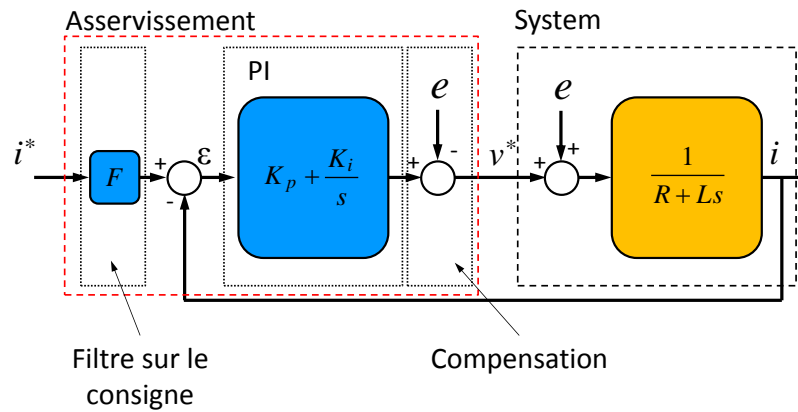 Asservissement
System
PI
e
e
i*
F
+
-
ε
K_p + K_i/s
+
-
v*
+
+
1/(R + Ls)
i
Filtre sur le
consigne
Compensation